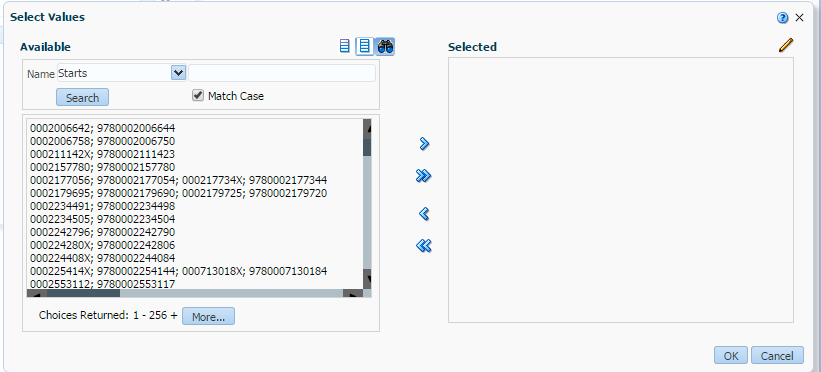 Select Values
Available
Selected
Name Starts
Search
Match Case
0002006642; 9780002006644
0002006758; 9780002006750
000211142X; 9780002111423
0002157780; 9780002157780
0002177056; 9780002177054; 000217734X; 9780002177344
0002179695; 9780002179690; 0002179725; 9780002179720
0002234491; 9780002234498
0002234505; 9780002234504
0002242796; 9780002242790
000224280X; 9780002242806
000224408X; 9780002244084
000225414X; 9780002254144; 000713018X; 9780007130184
0002553112; 9780002553117
Choices Returned: 1 - 256 + More...
OK Cancel